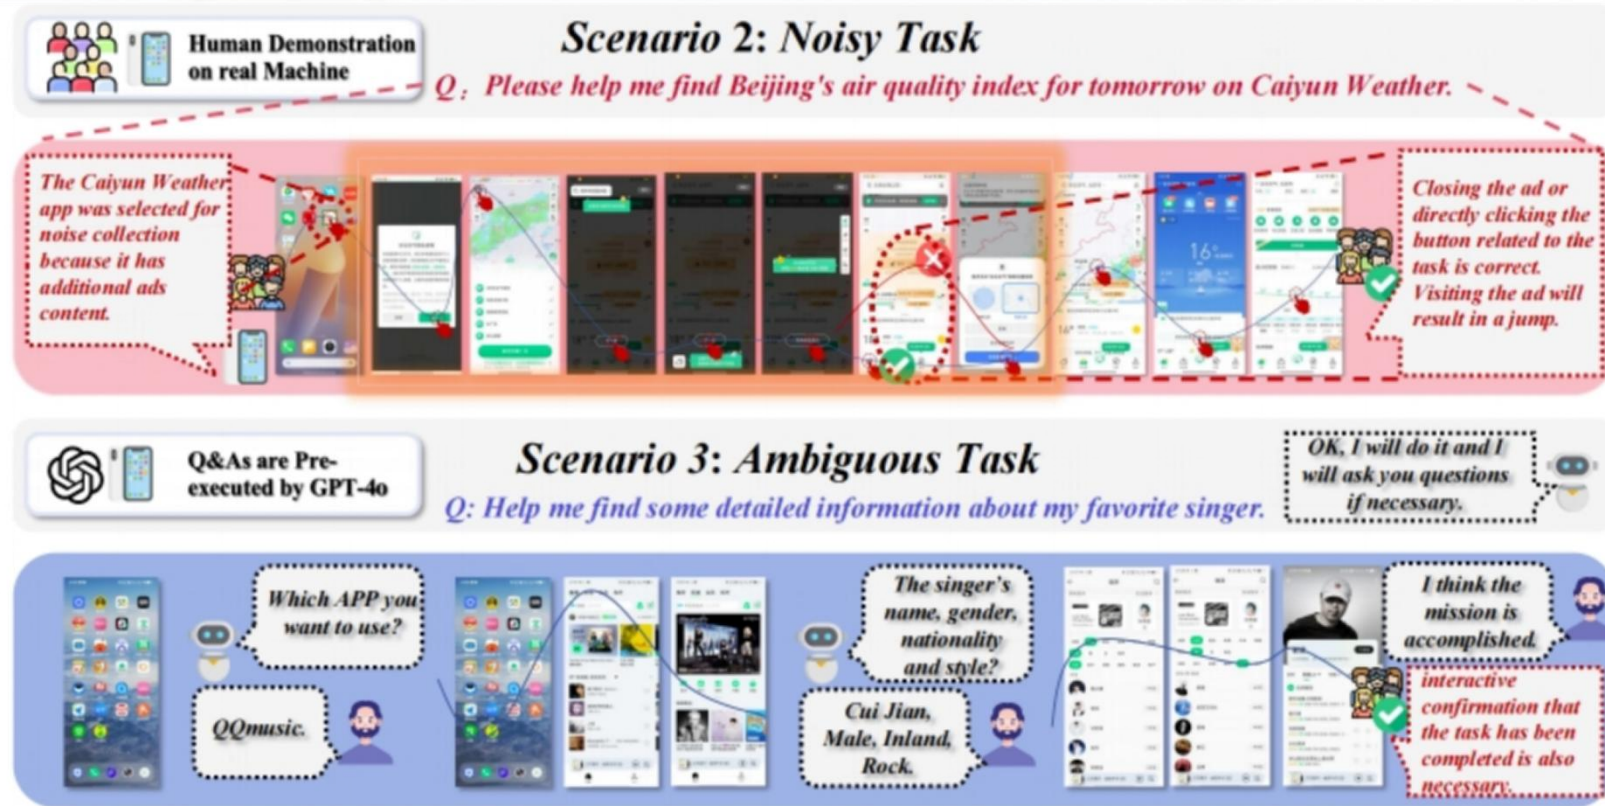 Human Demonstration
on real Machine
Scenario 2: Noisy Task
Q: Please help me find Beijing's air quality index for tomorrow on Caiyun Weather.
The Caiyun Weather
app was selected for
noise collection
because it has
additional ads
content.
16°
Closing the ad or
directly clicking the
button related to the
task is correct.
Visiting the ad will
result in a jump.
Q&As are Pre-
executed by GPT-4o
Scenario 3: Ambiguous Task
Q: Help me find some detailed information about my favorite singer.
OK, I will do it and I
will ask you questions
if necessary.
Which APP you
want to use?
QQmusic.
The singer's
name, gender,
nationality
and style?
Cui Jian,
Male, Inland,
Rock.
I think the
mission is
accomplished.
interactive
confirmation that
the task has been
completed is also
necessary.